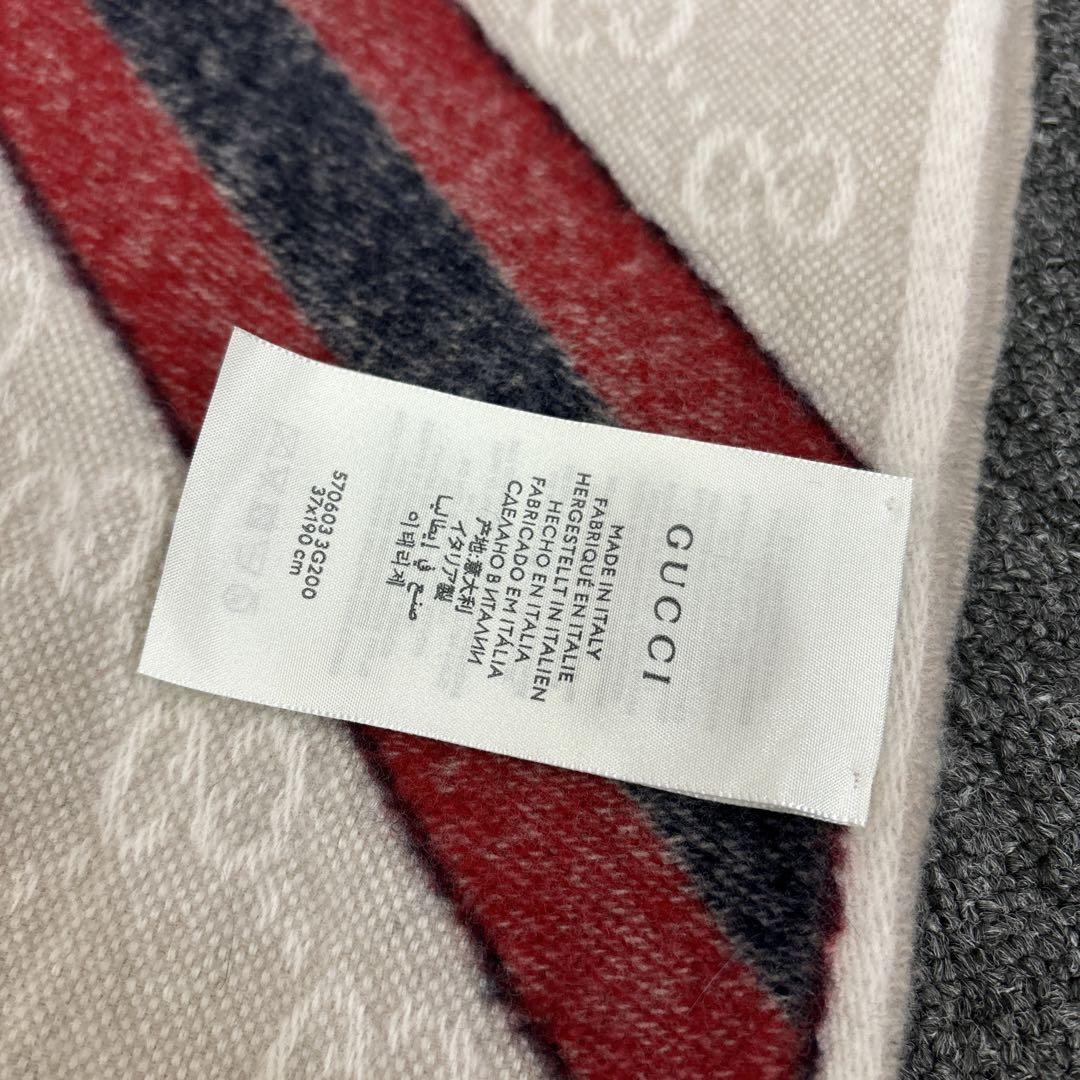 GUCCI
MADE IN ITALY
FABRIQUÉ EN ITALIE
HERGESTELLT IN ITALIEN
HECHO EN ITALIA
FABRICADO EM ITÁLIA
СДЕЛАНО В ИТАЛИИ
产地:意大利
イタリア製
صنع في إيطاليا
이태리제
570603 3G200
37x190 cm